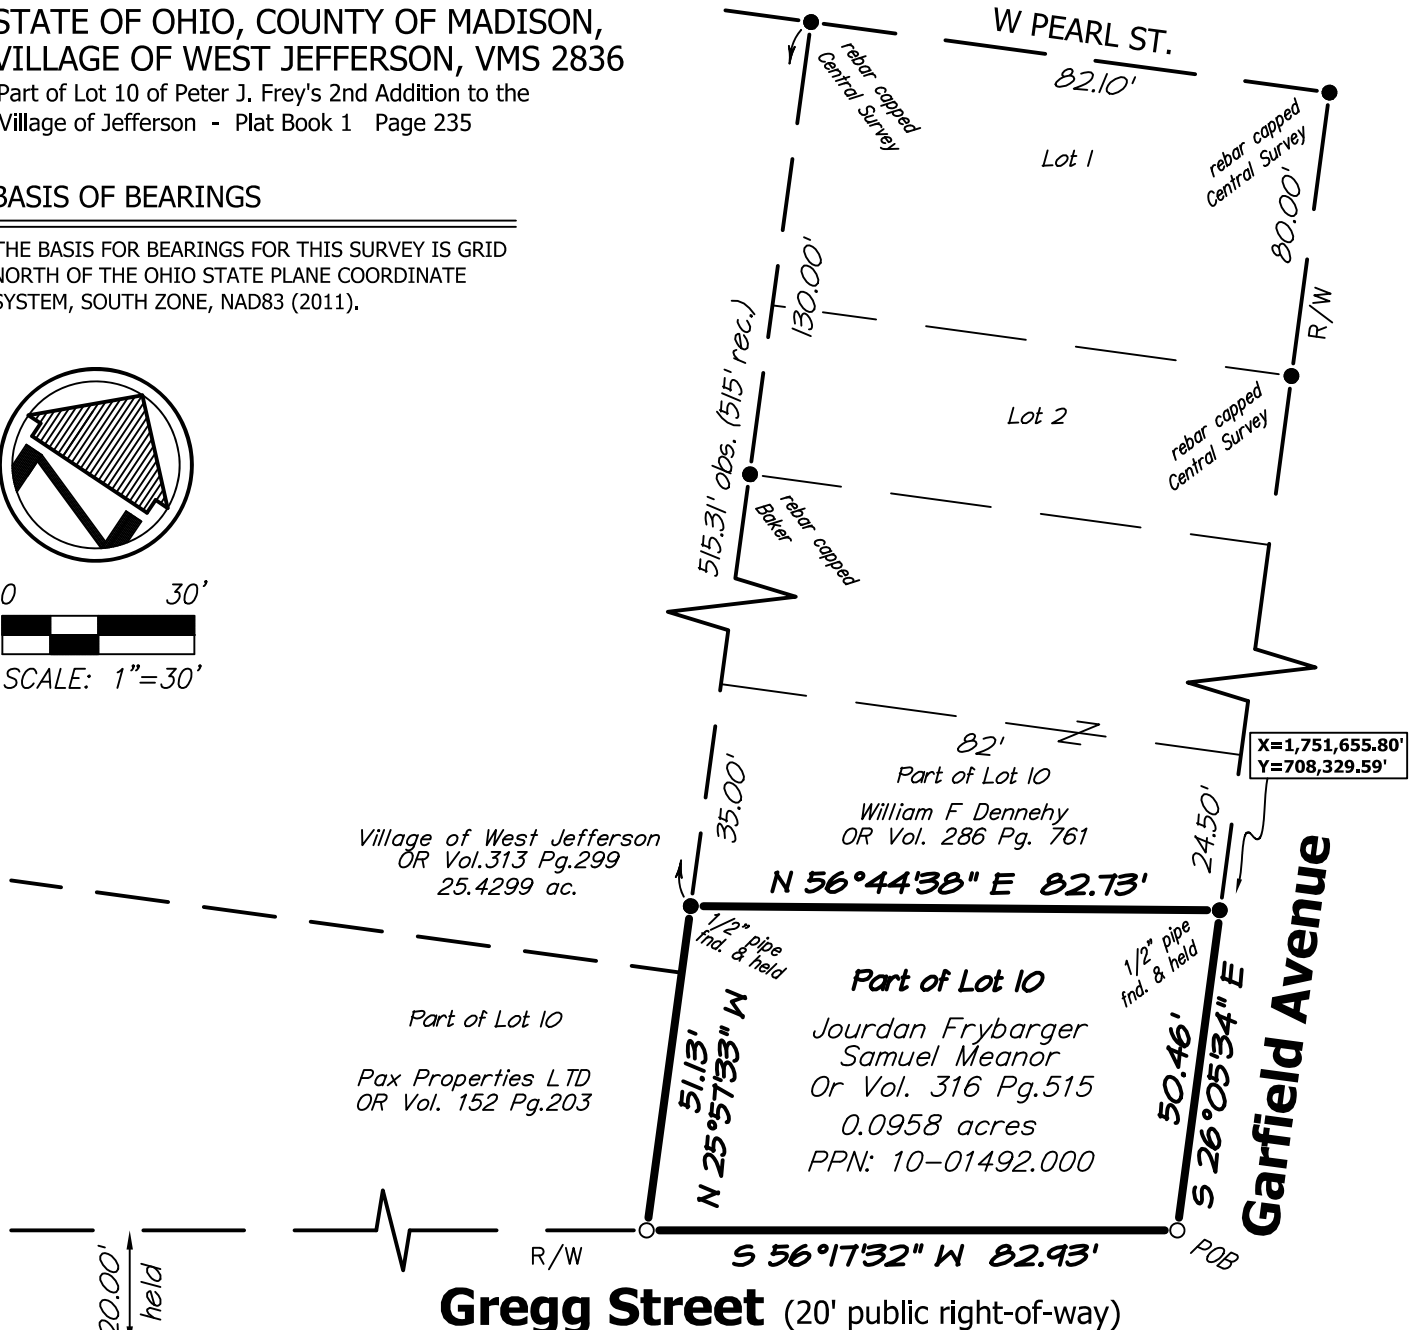 STATE OF OHIO, COUNTY OF MADISON,
VILLAGE OF WEST JEFFERSON, VMS 2836
Part of Lot 10 of Peter J. Frey's 2nd Addition to the
Village of Jefferson - Plat Book 1 Page 235
BASIS OF BEARINGS
THE BASIS FOR BEARINGS FOR THIS SURVEY IS GRID
NORTH OF THE OHIO STATE PLANE COORDINATE
SYSTEM, SOUTH ZONE, NAD83 (2011).
0 30'
SCALE: 1"=30'
W PEARL ST.
82.10'
rebar capped
Central Survey
Lot 1
rebar capped
Central Survey
80.00'
R/W
130.00'
515.31' obs. (515' rec.)
Lot 2
rebar capped
Central Survey
rebar capped
Baker
82'
Part of Lot 10
William F Dennehy
OR Vol. 286 Pg. 761
X=1,751,655.80'
Y=708,329.59'
35.00'
24.50'
Village of West Jefferson
OR Vol.313 Pg.299
25.4299 ac.
N 56°44'38" E 82.73'
1/2" pipe
fnd. & held
1/2" pipe
fnd. & held
Part of Lot 10
Jourdan Frybarger
Samuel Meanor
Or Vol. 316 Pg.515
0.0958 acres
PPN: 10-01492.000
Part of Lot 10
Pax Properties LTD
OR Vol. 152 Pg.203
51.13'
N 25°57'33" W
50.46'
S 26°05'34" E
Garfield Avenue
R/W
S 56°17'32" W 82.93'
POB
20.00'
held
Gregg Street (20' public right-of-way)